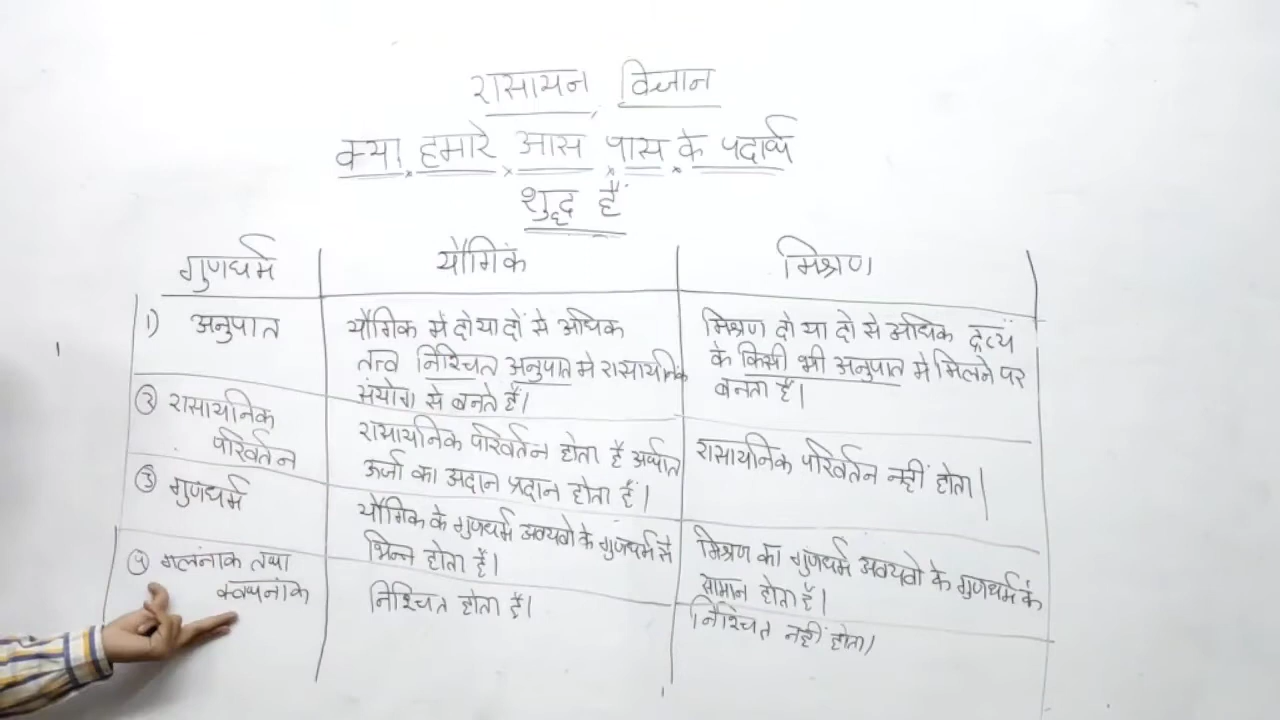 रासायन विज्ञान
क्या हमारे आस पास के पदार्थ
शुद्ध हैं
गुणधर्म
यौगिक
मिश्रण
1) अनुपात
यौगिक में दो या दों से अधिक
तत्व निश्चित अनुपात मे रासायनिक
संयोग से बनते हैं।
मिश्रण दो या दो से अधिक द्रव्यं
के किसी भी अनुपात मे मिलने पर
बनता है।
② रासायनिक
परिवर्तन
रासायनिक परिवर्तन होता है अर्थात
ऊर्जा का अदान प्रदान होता है।
रासायनिक परिवर्तन नहीं होता।
③ गुणधर्म
यौगिक के गुणधर्म अवयवो के गुणधर्म से
भिन्न होता है।
मिश्रण का गुणधर्म अवयवो के गुणधर्म के
सामान होता है।
④ गलनांक तथा
क्वथनांक
निश्चित होता है।
निश्चित नहीं होता।